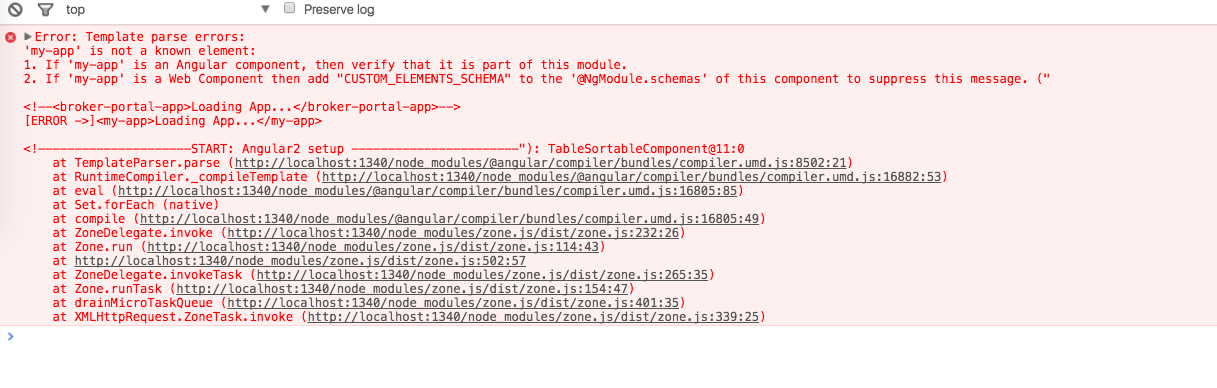 top ▼ Preserve log
▶Error: Template parse errors:
'my-app' is not a known element:
1. If 'my-app' is an Angular component, then verify that it is part of this module.
2. If 'my-app' is a Web Component then add "CUSTOM_ELEMENTS_SCHEMA" to the '@NgModule.schemas' of this component to suppress this message. ("
<!--<broker-portal-app>Loading App...</broker-portal-app>-->
[ERROR ->]<my-app>Loading App...</my-app>
<!---------------------START: Angular2 setup -----------------------"): TableSortableComponent@11:0
at TemplateParser.parse (http://localhost:1340/node_modules/@angular/compiler/bundles/compiler.umd.js:8502:21)
at RuntimeCompiler._compileTemplate (http://localhost:1340/node_modules/@angular/compiler/bundles/compiler.umd.js:16882:53)
at eval (http://localhost:1340/node_modules/@angular/compiler/bundles/compiler.umd.js:16805:85)
at Set.forEach (native)
at compile (http://localhost:1340/node_modules/@angular/compiler/bundles/compiler.umd.js:16805:49)
at ZoneDelegate.invoke (http://localhost:1340/node_modules/zone.js/dist/zone.js:232:26)
at Zone.run (http://localhost:1340/node_modules/zone.js/dist/zone.js:114:43)
at http://localhost:1340/node_modules/zone.js/dist/zone.js:502:57
at ZoneDelegate.invokeTask (http://localhost:1340/node_modules/zone.js/dist/zone.js:265:35)
at Zone.runTask (http://localhost:1340/node_modules/zone.js/dist/zone.js:154:47)
at drainMicroTaskQueue (http://localhost:1340/node_modules/zone.js/dist/zone.js:401:35)
at XMLHttpRequest.ZoneTask.invoke (http://localhost:1340/node_modules/zone.js/dist/zone.js:339:25)